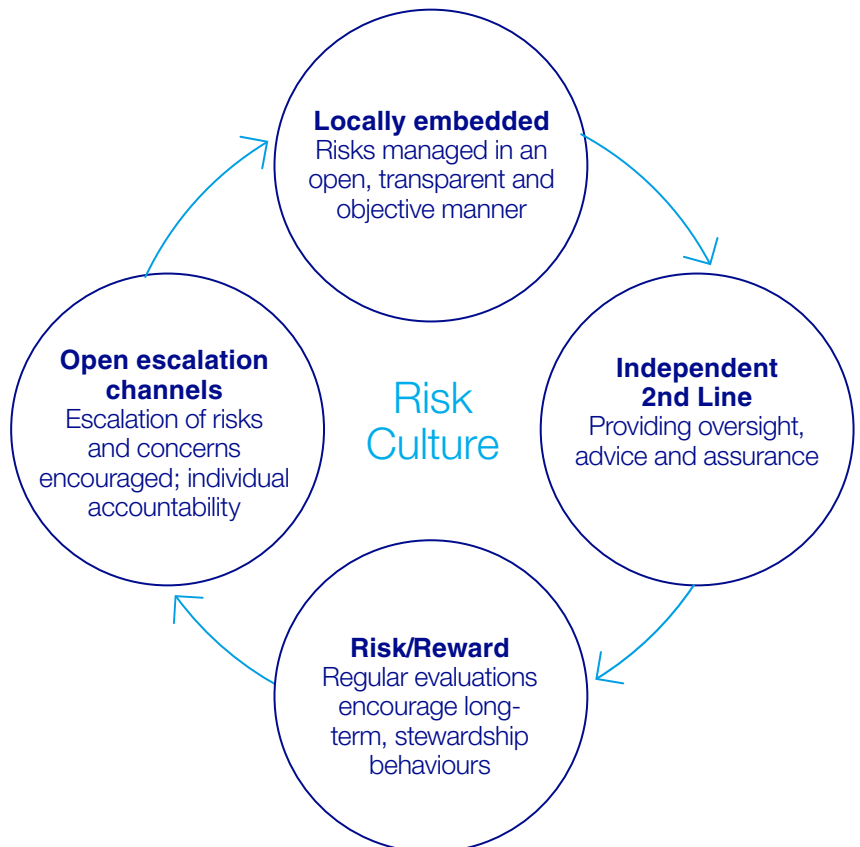 Locally embedded
Risks managed in an
open, transparent and
objective manner
Open escalation
channels
Escalation of risks
and concerns
encouraged; individual
accountability
Risk
Culture
Independent
2nd Line
Providing oversight,
advice and assurance
Risk/Reward
Regular evaluations
encourage long-
term, stewardship
behaviours